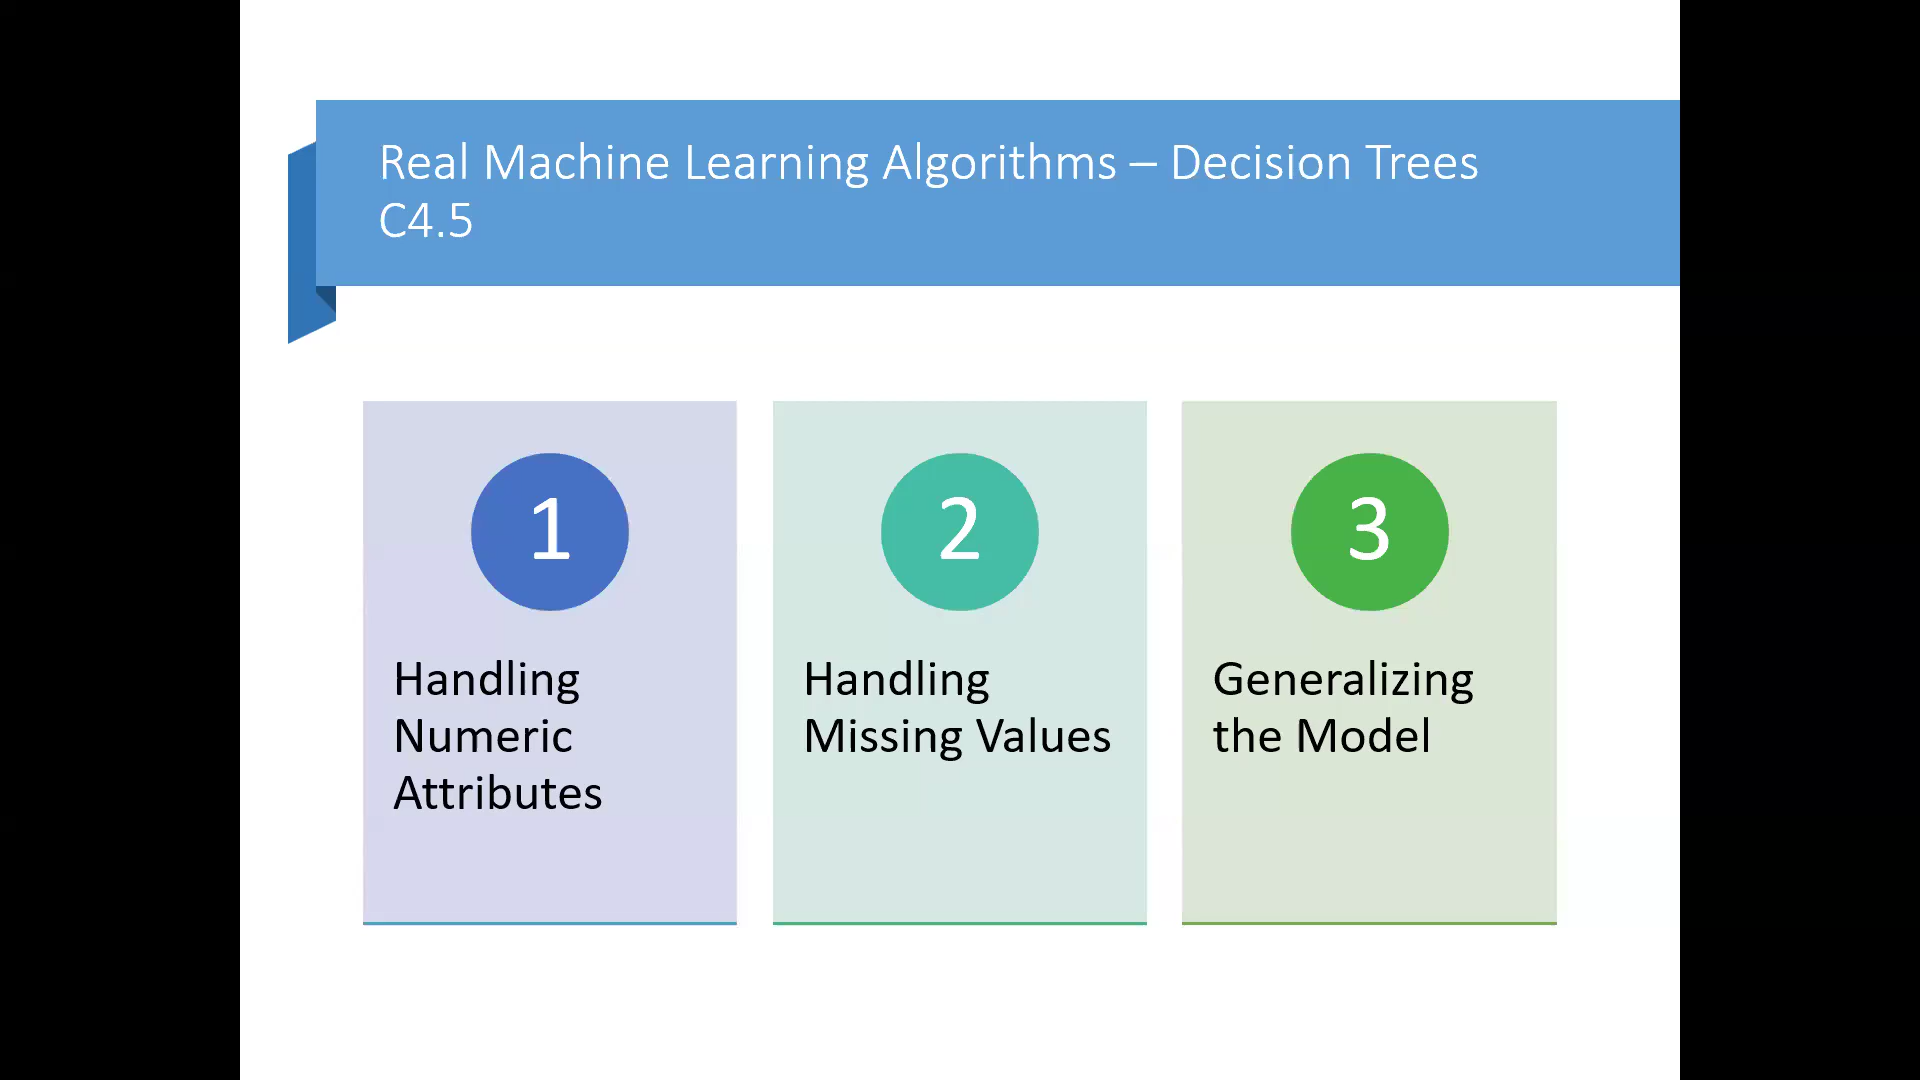 Real Machine Learning Algorithms – Decision Trees
C4.5
1
Handling
Numeric
Attributes
2
Handling
Missing Values
3
Generalizing
the Model